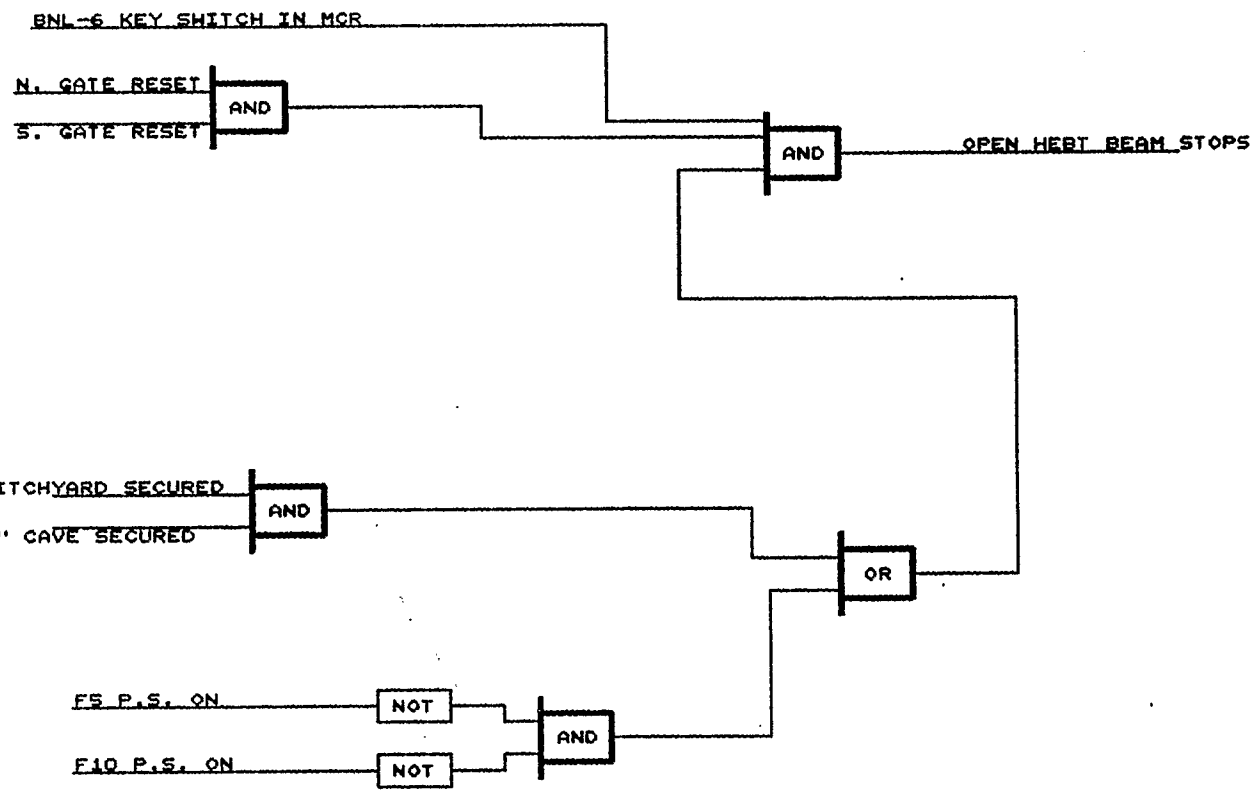 BNL-6 KEY SWITCH IN MCR
N. GATE RESET
S. GATE RESET
AND
AND
OPEN HEBT BEAM STOPS
ITCHYARD SECURED
" CAVE SECURED
AND
OR
F5 P.S. ON
NOT
AND
F10 P.S. ON
NOT